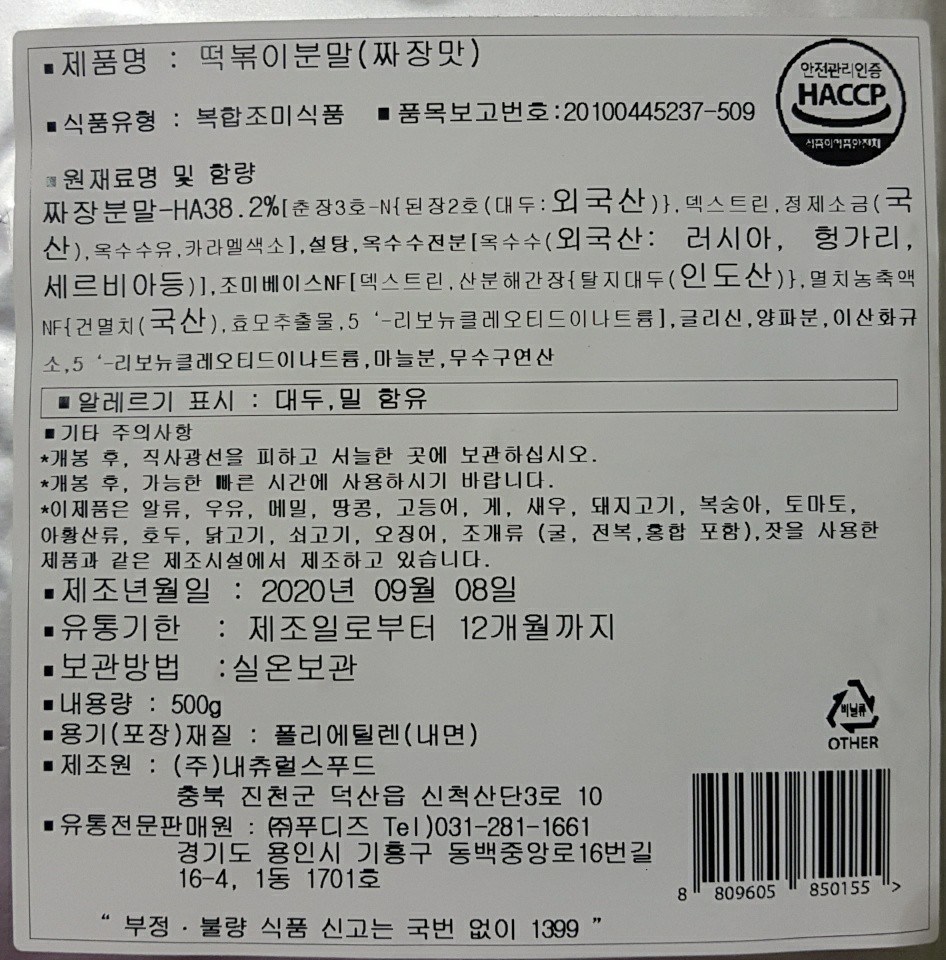 ■제품명 : 떡볶이분말(짜장맛)
안전관리인증
HACCP
식품의약품안전처
■식품유형 : 복합조미식품 ■품목보고번호:20100445237-509
■원재료명 및 함량
짜장분말-HA38.2%[춘장3호-N{된장2호(대두:외국산)},덱스트린,정제소금(국
산),옥수수유,카라멜색소],설탕,옥수수전분[옥수수(외국산: 러시아, 헝가리,
세르비아등)],조미베이스NF[덱스트린,산분해간장{탈지대두(인도산)},멸치농축액
NF{건멸치(국산),효모추출물,5 ‘-리보뉴클레오티드이나트륨],글리신,양파분,이산화규
소,5 ‘-리보뉴클레오티드이나트륨,마늘분,무수구연산
■알레르기 표시 : 대두,밀 함유
■기타 주의사항
*개봉 후, 직사광선을 피하고 서늘한 곳에 보관하십시오.
*개봉 후, 가능한 빠른 시간에 사용하시기 바랍니다.
*이제품은 알류, 우유, 메밀, 땅콩, 고등어, 게, 새우, 돼지고기, 복숭아, 토마토,
아황산류, 호두, 닭고기, 쇠고기, 오징어, 조개류 (굴, 전복,홍합 포함),잣을 사용한
제품과 같은 제조시설에서 제조하고 있습니다.
■제조년월일 : 2020년 09월 08일
■유통기한 : 제조일로부터 12개월까지
■보관방법 :실온보관
■내용량 : 500g
■용기(포장)재질 : 폴리에틸렌(내면)
비닐류
OTHER
■제조원 : (주)내츄럴스푸드
충북 진천군 덕산읍 신척산단3로 10
■유통전문판매원 : ㈜푸디즈 Tel)031-281-1661
경기도 용인시 기흥구 동백중앙로16번길
16-4, 1동 1701호
8 809605 850155 >
“ 부정 · 불량 식품 신고는 국번 없이 1399 ”